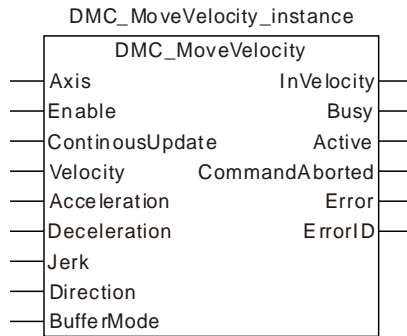 DMC_MoveVelocity_instance
DMC_MoveVelocity
Axis InVelocity
Enable Busy
ContinousUpdate Active
Velocity CommandAborted
Acceleration Error
Deceleration ErrorID
Jerk
Direction
BufferMode